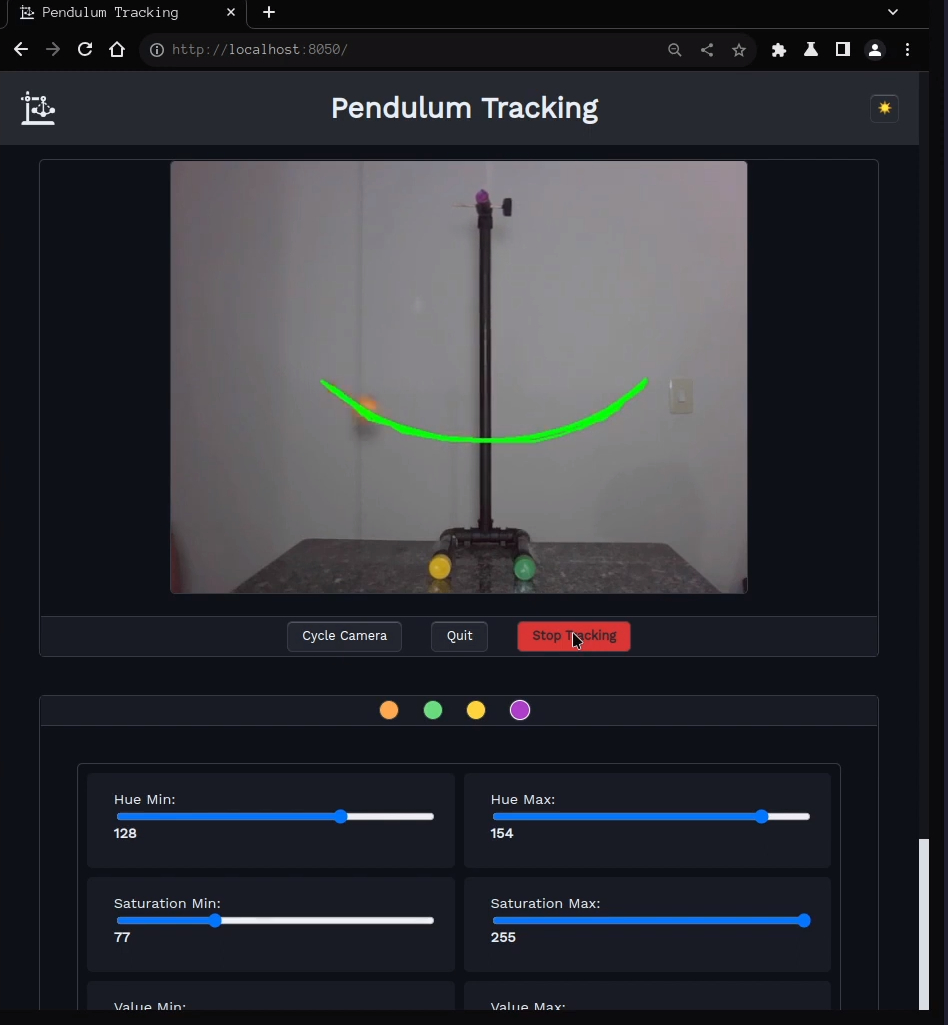 Pendulum Tracking
http://localhost:8050/
Pendulum Tracking
Cycle Camera Quit Stop Tracking
Hue Min: Hue Max:
128 154
Saturation Min: Saturation Max:
77 255
Value Min: Value Max: